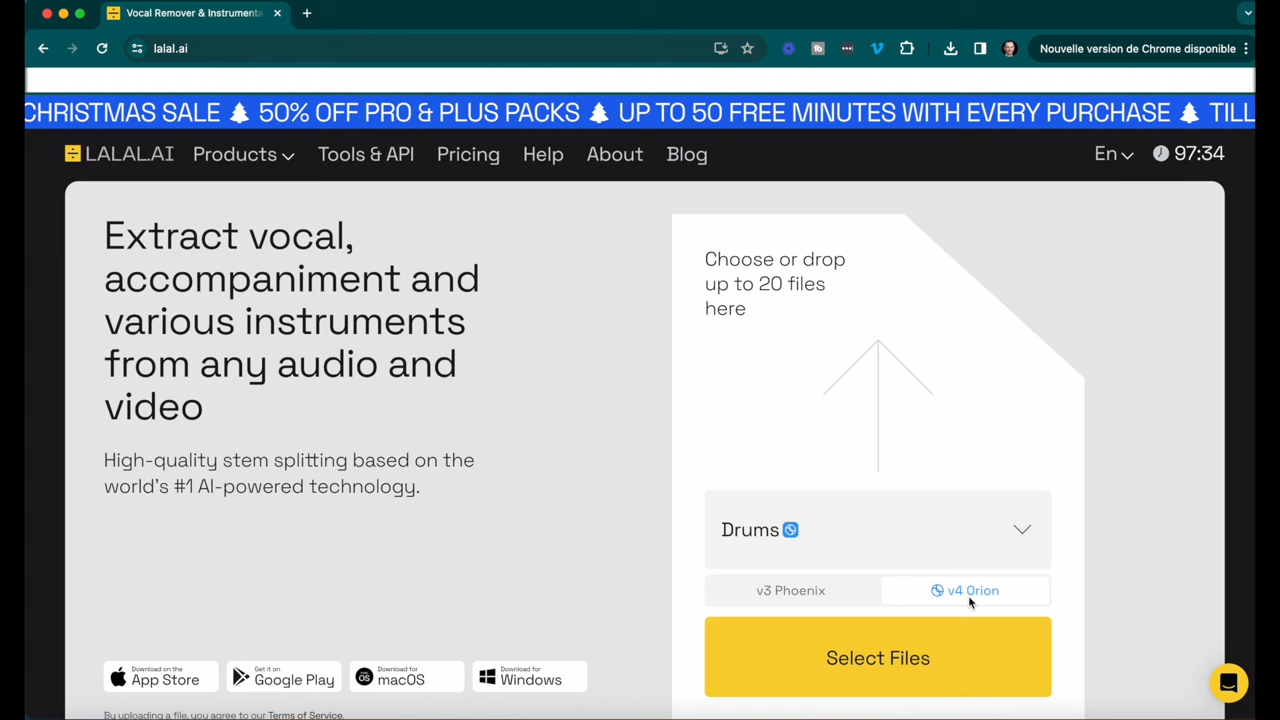 Vocal Remover & Instrumenta
lalal.ai
Nouvelle version de Chrome disponible
CHRISTMAS SALE 50% OFF PRO & PLUS PACKS UP TO 50 FREE MINUTES WITH EVERY PURCHASE TILL
LALAL.AI Products Tools & API Pricing Help About Blog En 97:34
Extract vocal,
accompaniment and
various instruments
from any audio and
video
High-quality stem splitting based on the
world's #1 AI-powered technology.
Choose or drop
up to 20 files
here
Drums
v3 Phoenix v4 Orion
Select Files
Download on the
App Store
Get it on
Google Play
Download for
macOS
Download for
Windows
By uploading a file, you agree to our Terms of Service.